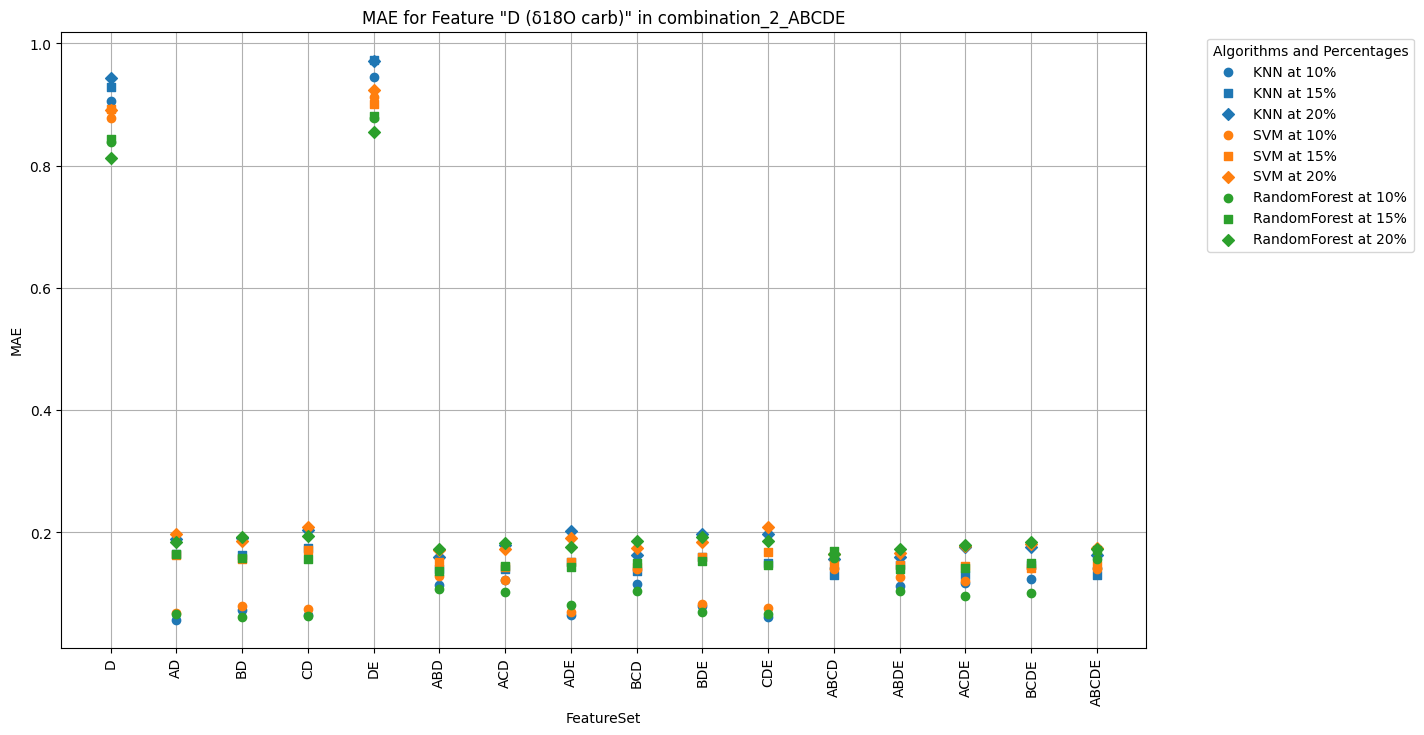 MAE for Feature "D (δ18O carb)" in combination_2_ABCDE
Algorithms and Percentages
KNN at 10%
KNN at 15%
KNN at 20%
SVM at 10%
SVM at 15%
SVM at 20%
RandomForest at 10%
RandomForest at 15%
RandomForest at 20%
MAE
1.0
0.8
0.6
0.4
0.2
D
AD
BD
CD
DE
ABD
ACD
ADE
BCD
BDE
CDE
ABCD
ABDE
ACDE
BCDE
ABCDE
FeatureSet